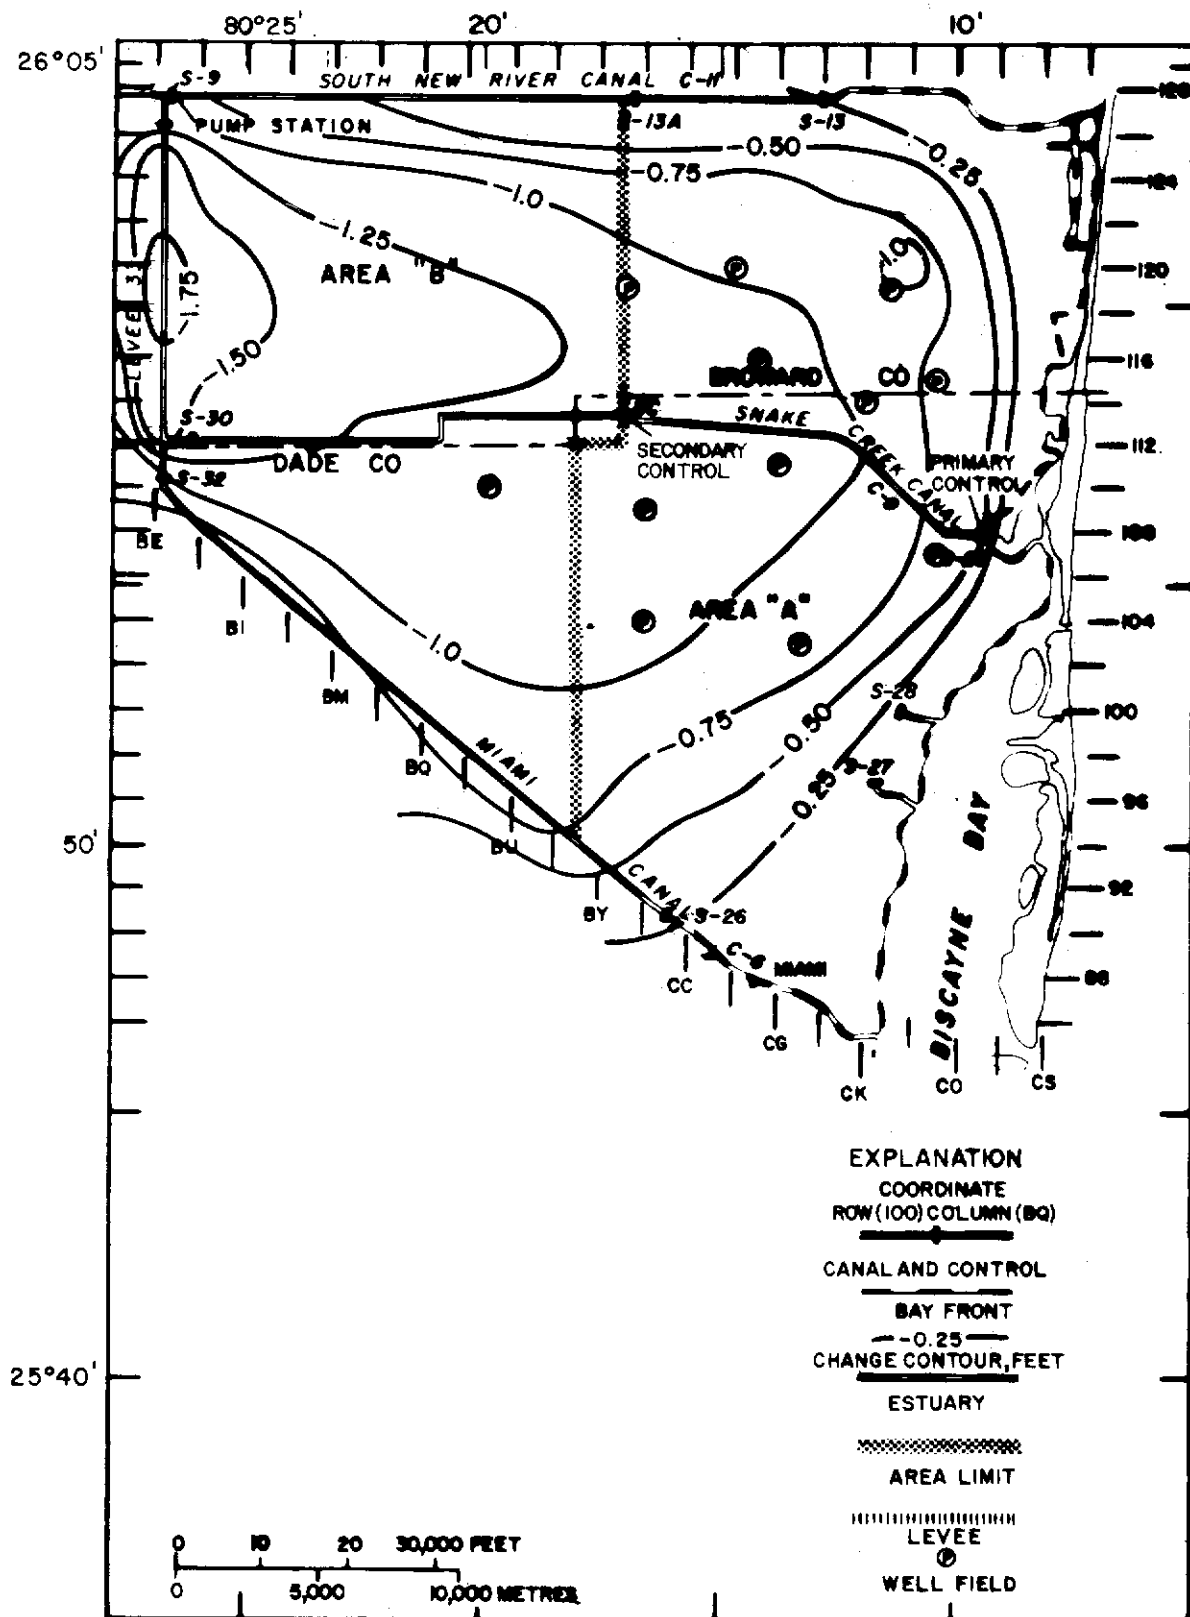 80°25' 20' 10'
26°05'
S-9 SOUTH NEW RIVER CANAL C-11
128
PUMP STATION S-13A S-13
-0.50
-0.25
-0.75
124
-1.0
-1.25
AREA "B"
-1.0
120
LEVEE 33
-1.75
116
-1.50
BROWARD CO
S-30
SNAKE CREEK CANAL
C-9
112
SECONDARY
CONTROL
PRIMARY
CONTROL
DADE CO
S-32
BE
108
AREA "A"
BI
104
-1.0
BM
S-28
100
-0.75
-0.50
BQ
MIAMI CANAL
S-27
-0.25
96
50'
BU
BISCAYNE BAY
92
BY
S-26
C-6
MIAMI
CC
88
CG
CK CO CS
EXPLANATION
COORDINATE
ROW(100) COLUMN(BQ)
CANAL AND CONTROL
BAY FRONT
-0.25
CHANGE CONTOUR, FEET
25°40'
ESTUARY
AREA LIMIT
LEVEE
P
WELL FIELD
0 10 20 30,000 FEET
0 5,000 10,000 METRES